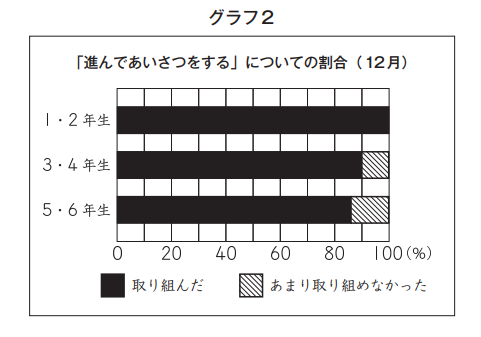 グラフ2
「進んであいさつをする」についての割合(12月)
1・2年生
3・4年生
5・6年生
0 20 40 60 80 100(%)
取り組んだ あまり取り組めなかった